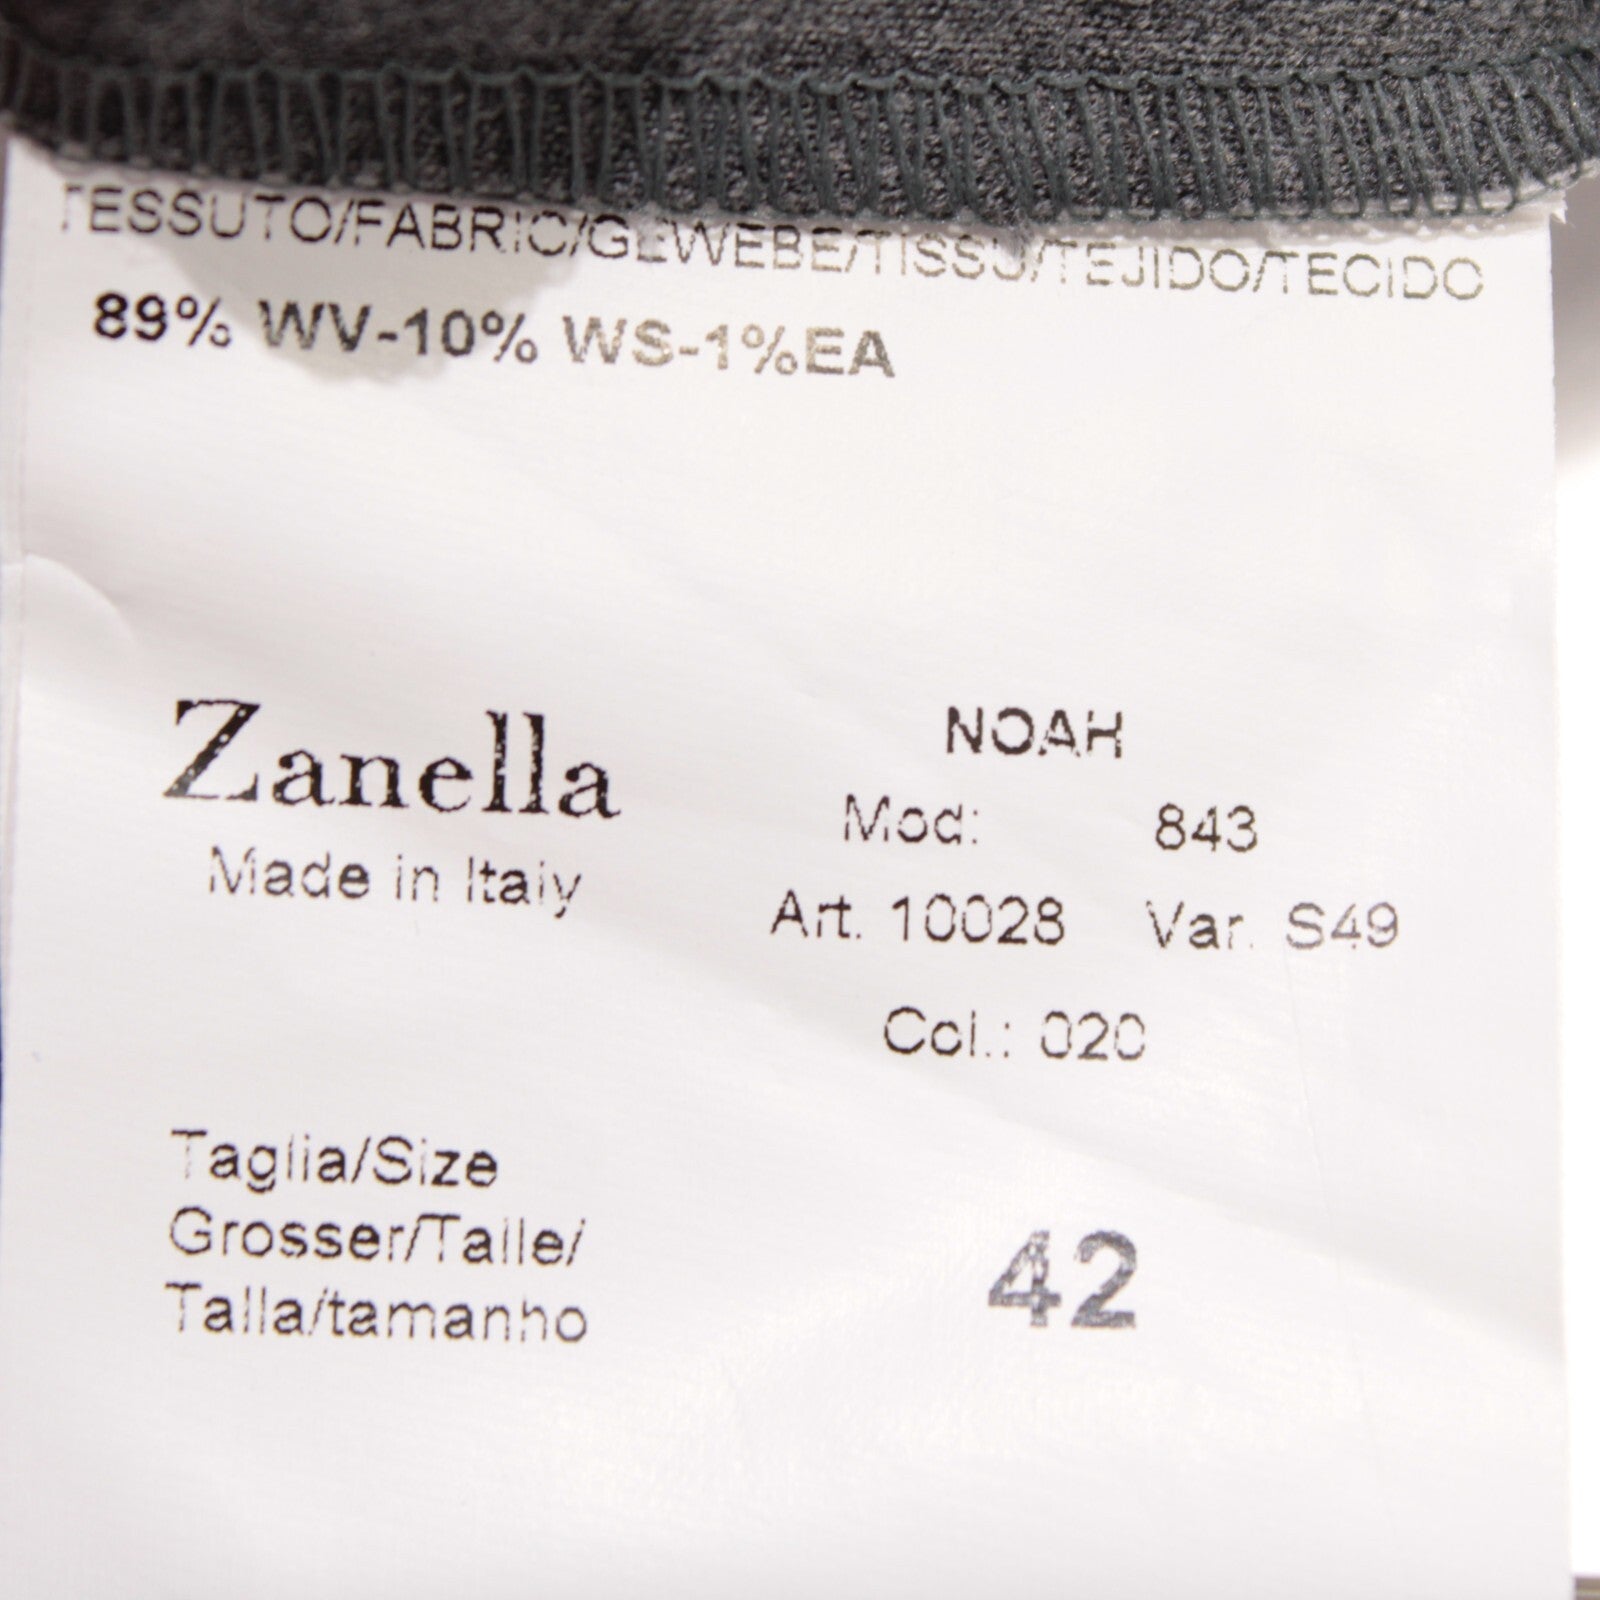 TESSUTO/FABRIC/GEWEBE/TISSU/TEJIDO/TECIDO
89% WV-10% WS-1%EA
Zanella
Made in Italy
NOAH
Mod: 843
Art. 10028 Var. S49
Col.: 020
Taglia/Size
Grosser/Taille/
Talla/tamanho
42